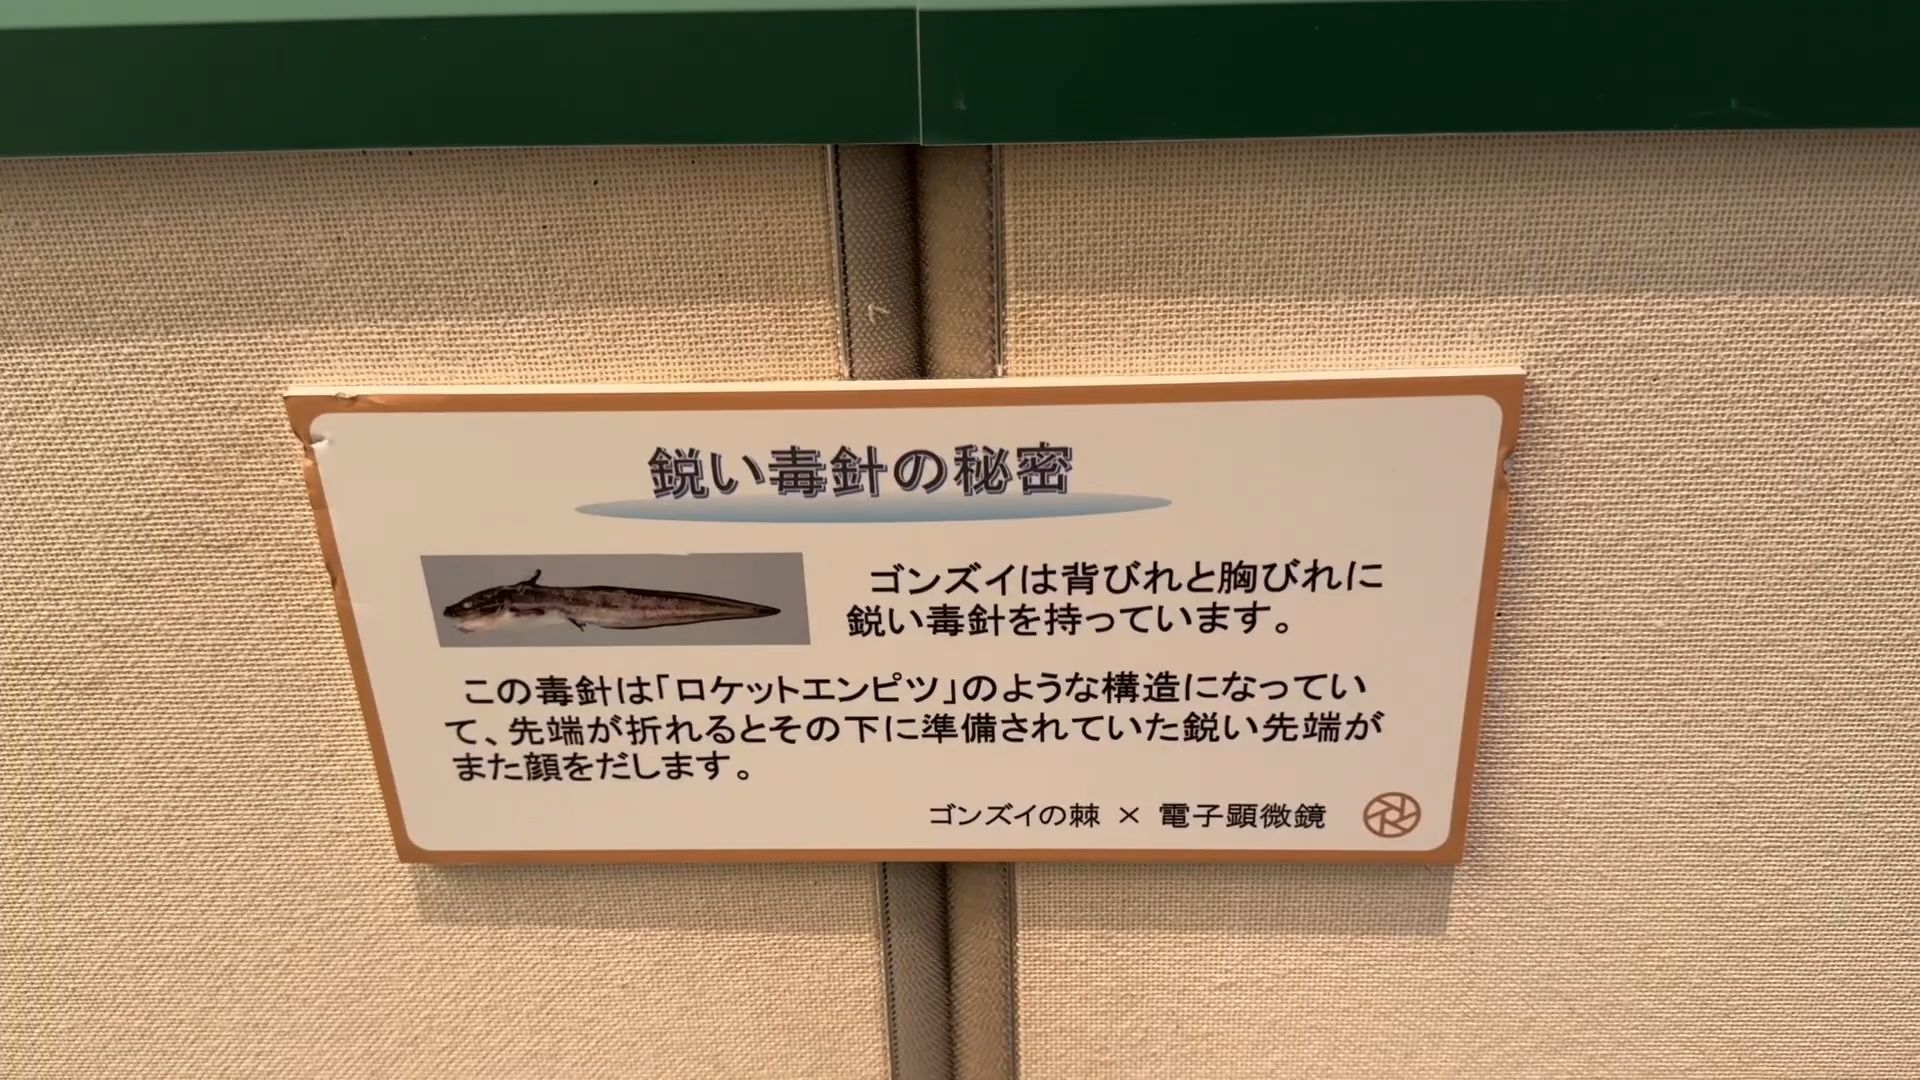 鋭い毒針の秘密
ゴンズイは背びれと胸びれに
鋭い毒針を持っています。
この毒針は「ロケットエンピツ」のような構造になってい
て、先端が折れるとその下に準備されていた鋭い先端が
また顔をだします。
ゴンズイの棘 × 電子顕微鏡